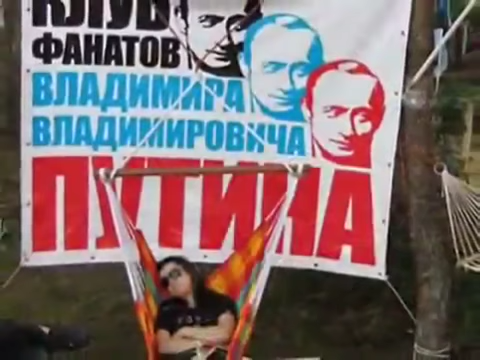 КЛУБ
ФАНАТОВ
ВЛАДИМИРА
ВЛАДИМИРОВИЧА
ПУТИНА